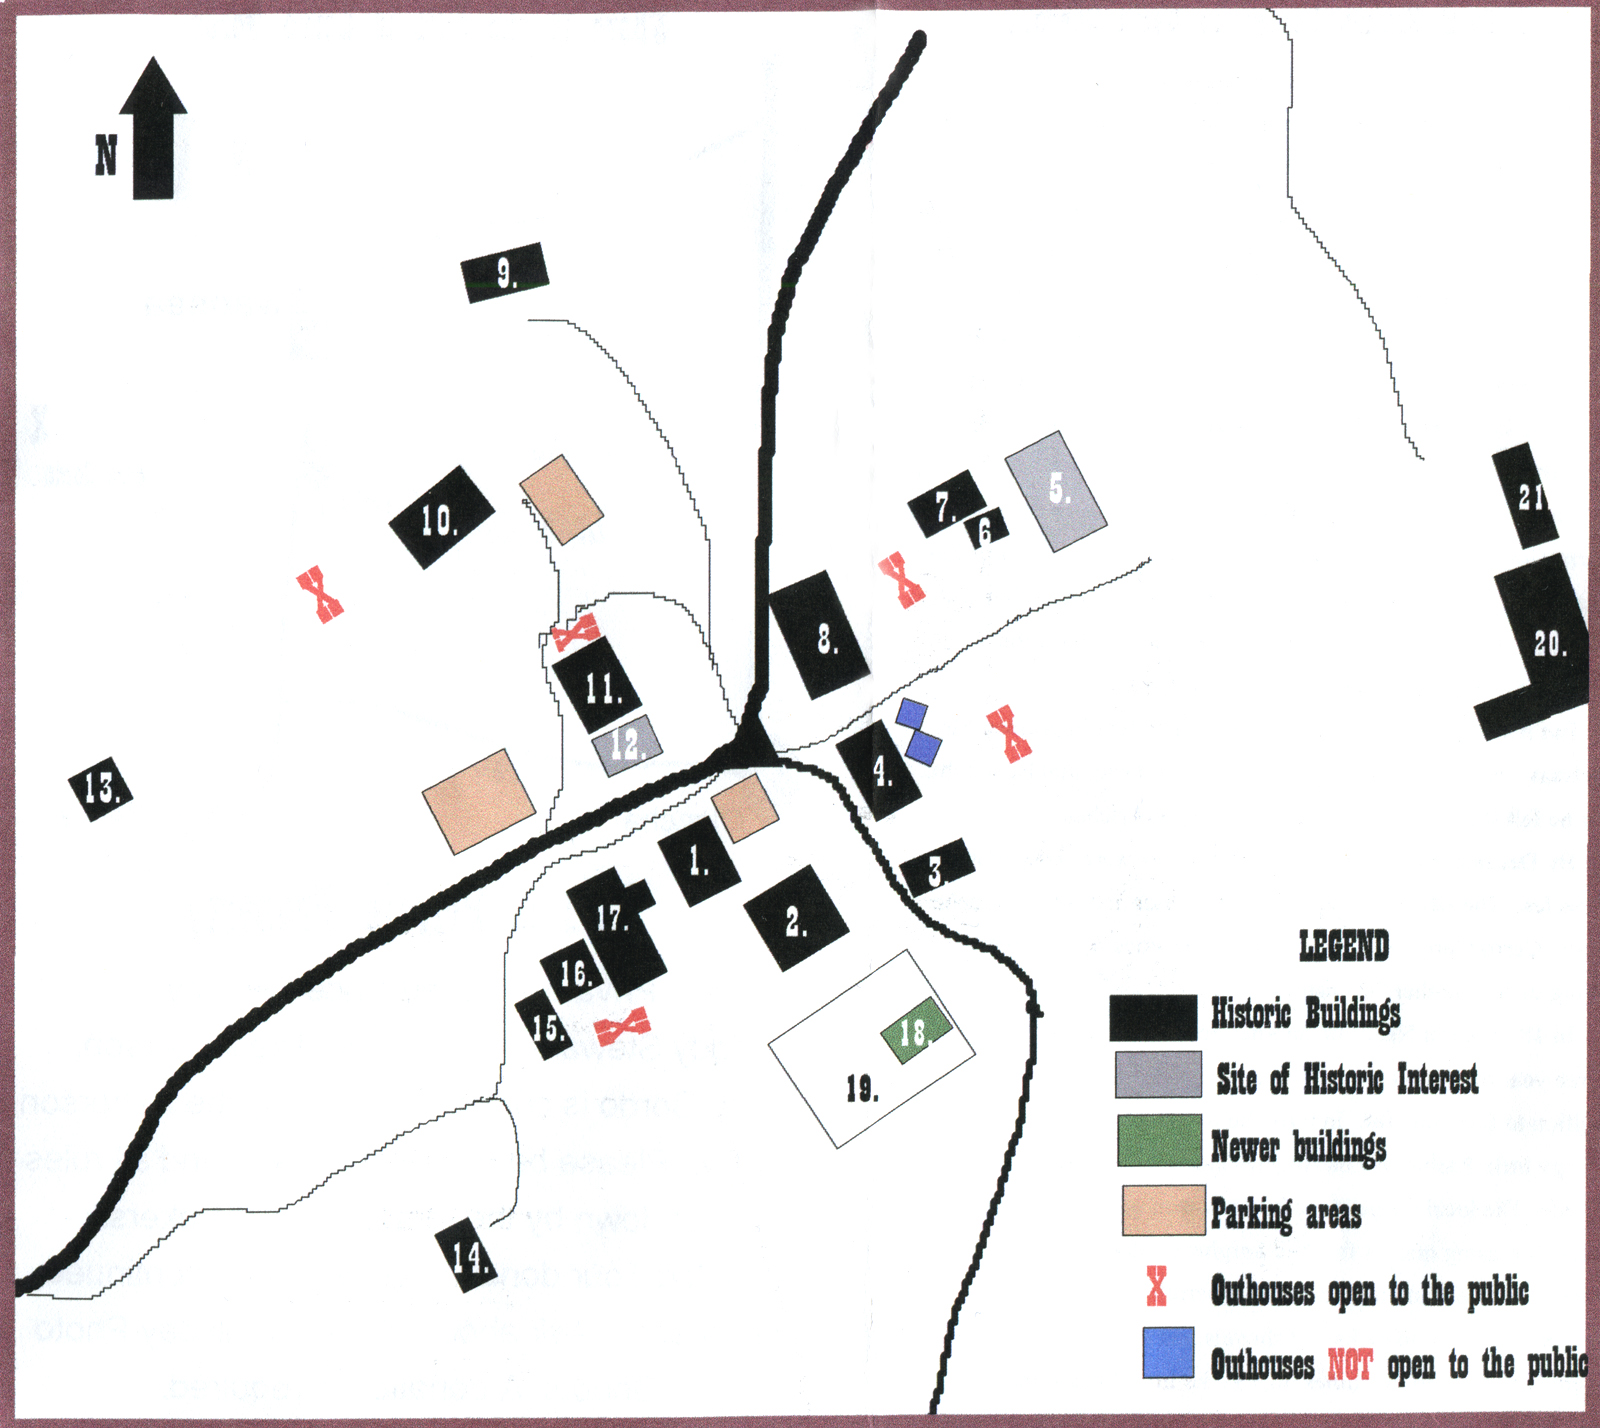 N
9.
10.
5.
7.
6
21.
8.
20.
11.
12.
13.
4.
1.
3.
2.
17.
16.
15.
18.
19.
14.
LEGEND
Historic Buildings
Site of Historic Interest
Newer buildings
Parking areas
X Outhouses open to the public
Outhouses NOT open to the public